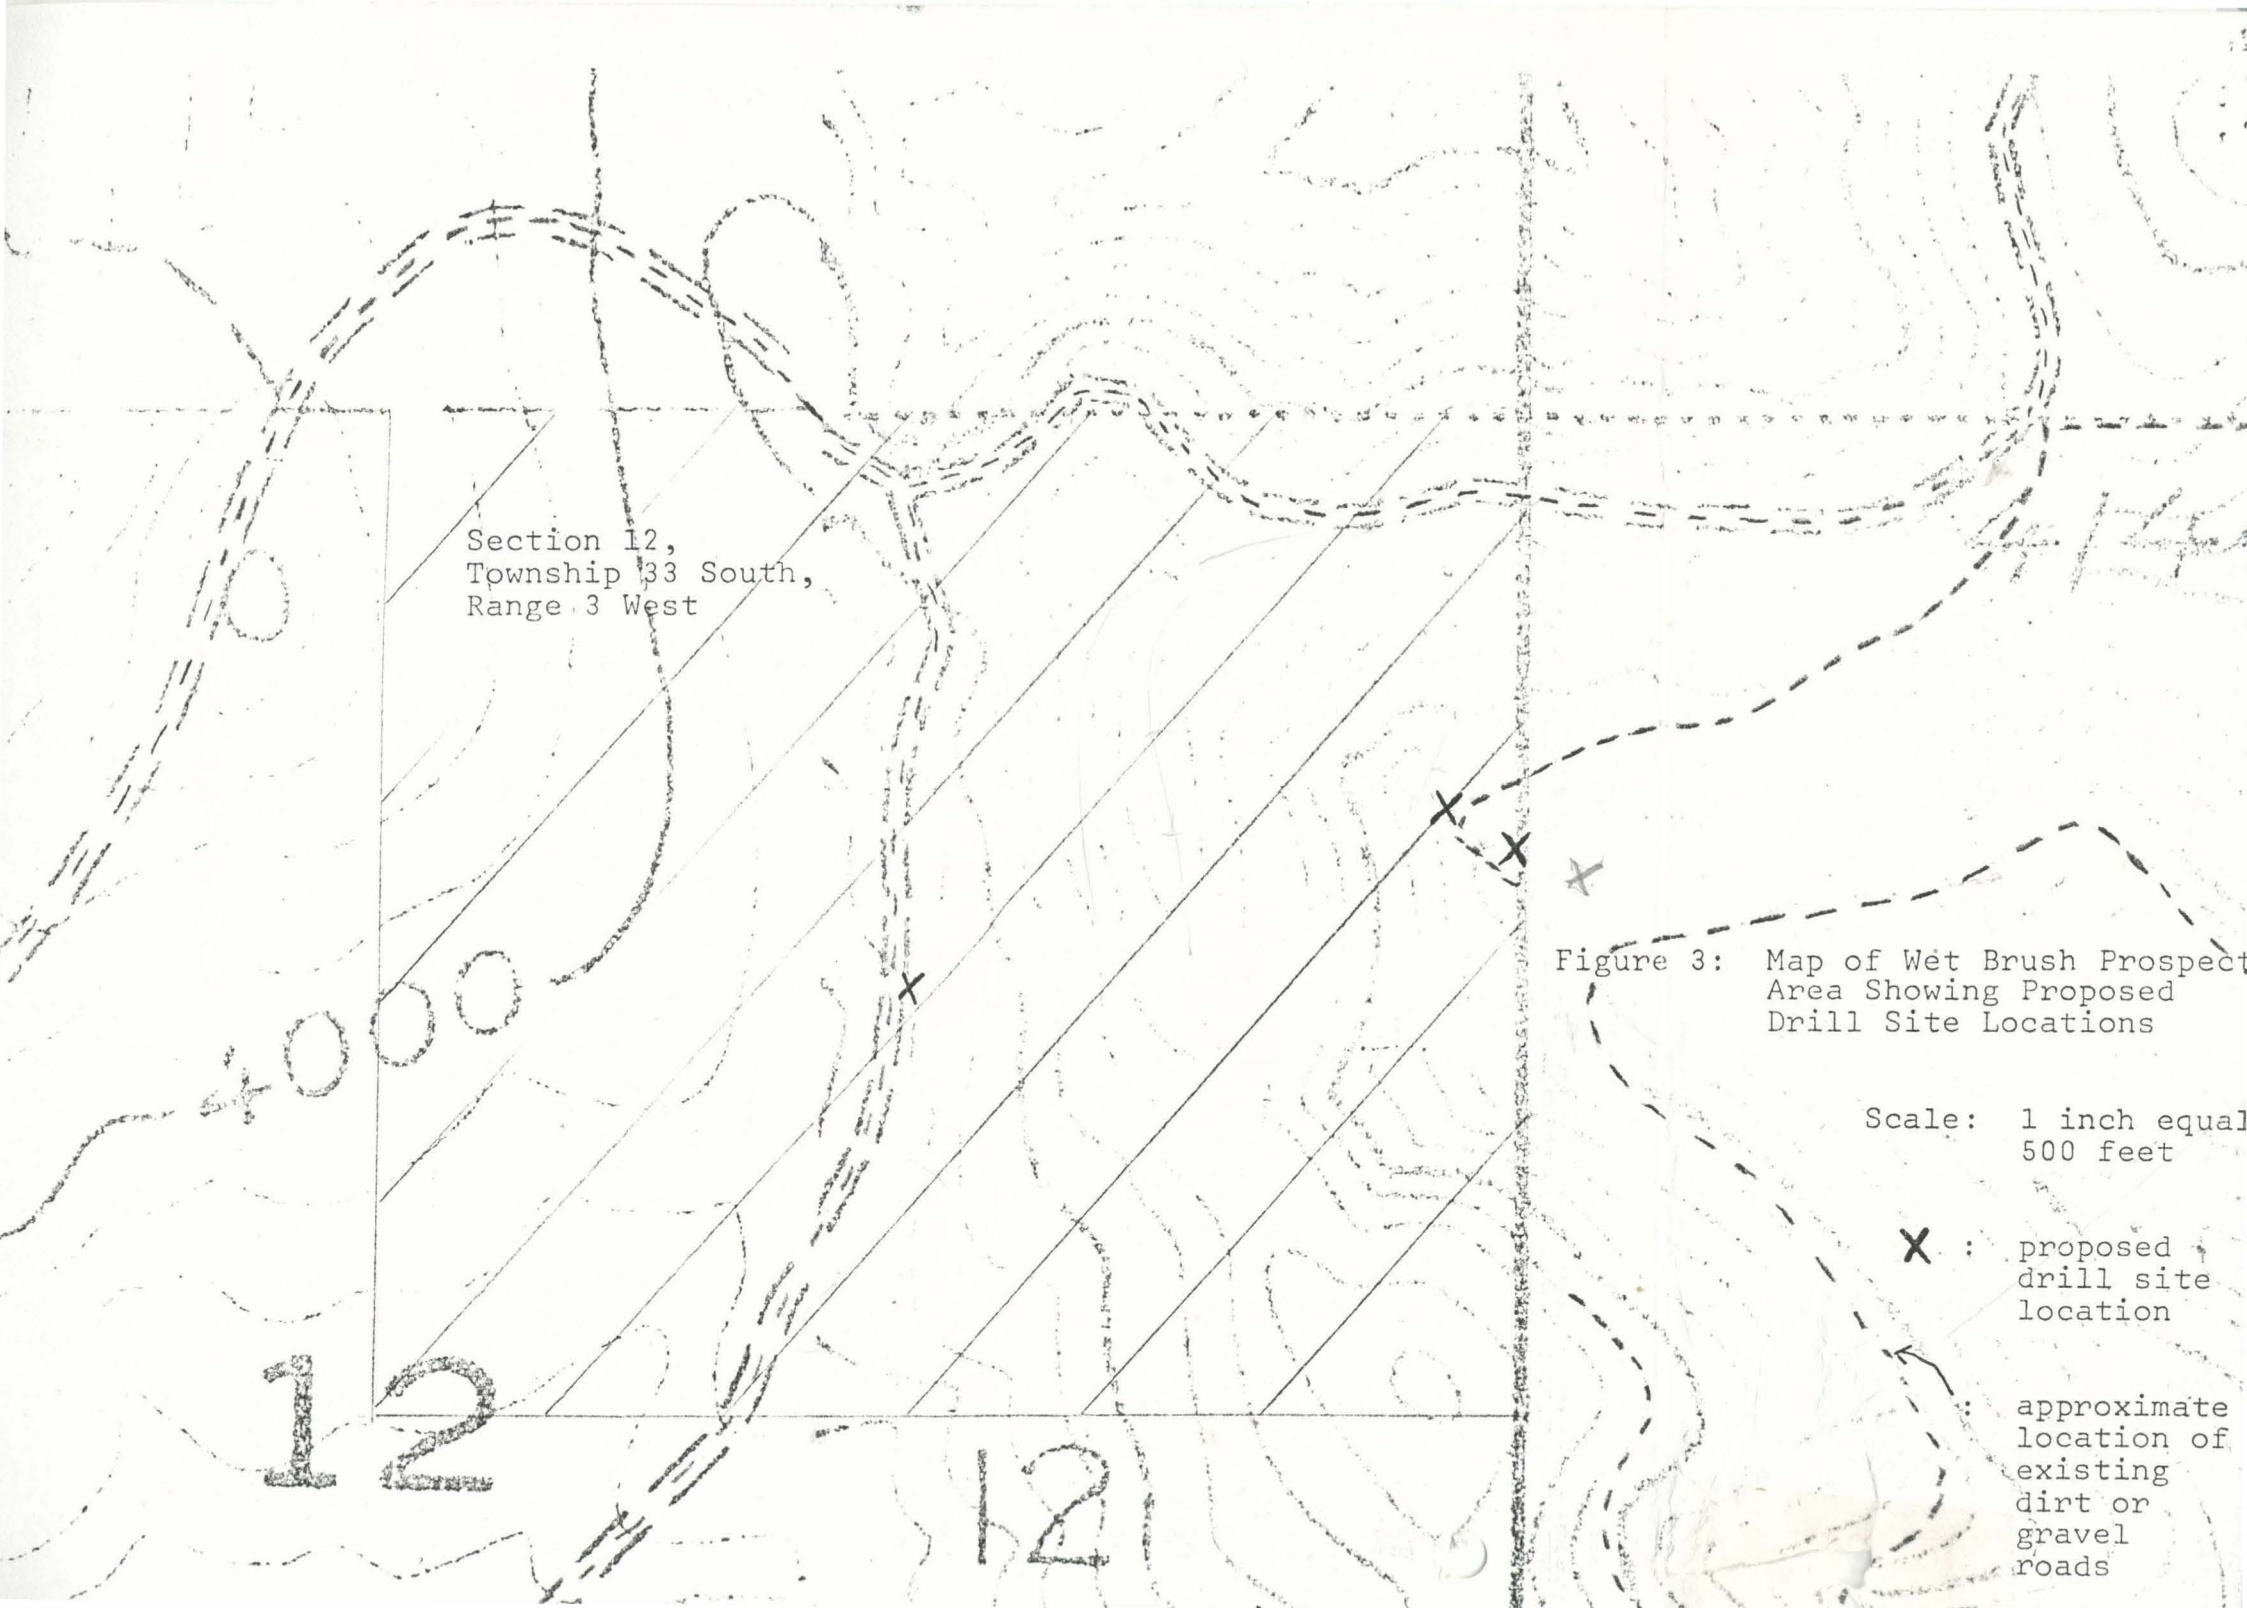 Section 12,
Township 33 South,
Range 3 West
4000
0
Figure 3: Map of Wet Brush Prospect
Area Showing Proposed
Drill Site Locations
Scale: 1 inch equal
500 feet
X : proposed
drill site
location
: approximate
location of
existing
dirt or
gravel
roads
12
12